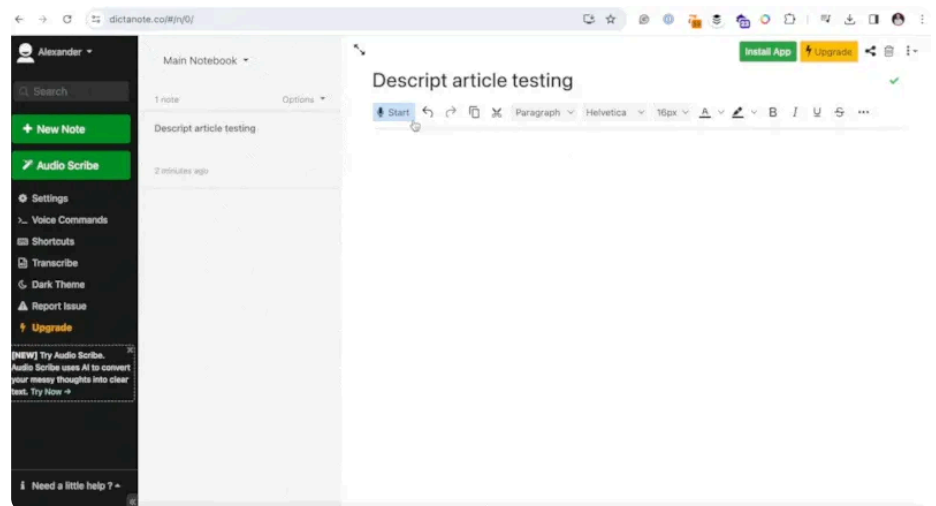 dictanote.co/#/n/0/
Alexander
Search
+ New Note
Audio Scribe
Settings
>_ Voice Commands
Shortcuts
Transcribe
Dark Theme
Report Issue
Upgrade
[NEW] Try Audio Scribe.
Audio Scribe uses AI to convert
your messy thoughts into clear
text. Try Now →
i Need a little help ?
«
Main Notebook
1 note Options
Descript article testing
2 minutes ago
Install App Upgrade
Descript article testing
Start Paragraph Helvetica 16px A B I U S ...